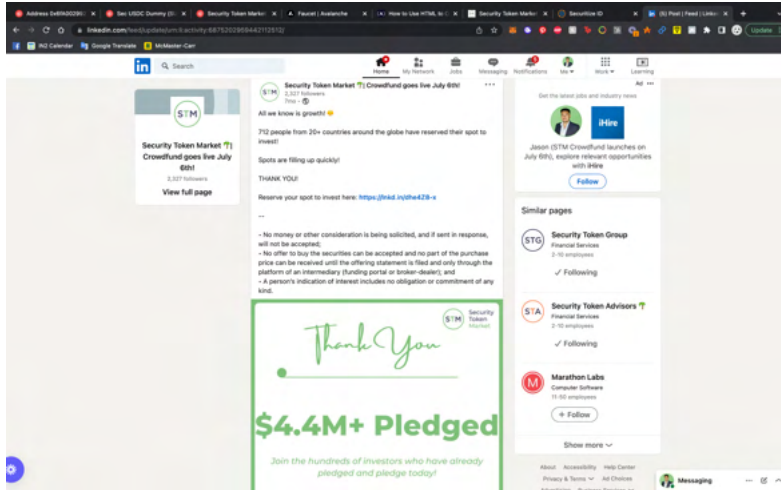 Address 0x6fA00290
Sec USDC Dummy
Security Token Marker
Faucet | Avalanche
How to Use HTML to
Security Token Market
Securitize ID
(6) Post | Feed | Linke
linkedin.com/feed/update/urn:li:activity:6875202969442112512/
Update
IN2 Calendar
Google Translate
McMaster-Carr
in
Search
Home
My Network
Jobs
Messaging
Notifications
Me
Work
Learning
STM
Security Token Market 🌴|
Crowdfund goes live July
6th!
2,327 followers
View full page
STM
Security Token Market 🌴| Crowdfund goes live July 6th!
2,327 followers
7mo •
All we know is growth!
712 people from 20+ countries around the globe have reserved their spot to
invest!
Spots are filling up quickly!
THANK YOU!
Reserve your spot to invest here: https://lnkd.in/dhe4Z8-x
--
- No money or other consideration is being solicited, and if sent in response,
will not be accepted;
- No offer to buy the securities can be accepted and no part of the purchase
price can be received until the offering statement is filed and only through the
platform of an intermediary (funding portal or broker-dealer); and
- A person's indication of interest includes no obligation or commitment of any
kind.
STM
Security
Token
Market
Thank You
$4.4M+ Pledged
Join the hundreds of investors who have already
pledged and pledge today!
Ad
Get the latest jobs and industry news
iHire
Jason (STM Crowdfund launches on
July 6th), explore relevant opportunities
with iHire
Follow
Similar pages
STG
Security Token Group
Financial Services
2-10 employees
✓ Following
STA
Security Token Advisors 🌴
Financial Services
2-10 employees
✓ Following
M
Marathon Labs
Computer Software
11-50 employees
+ Follow
Show more
About Accessibility Help Center
Privacy & Terms Ad Choices
Messaging